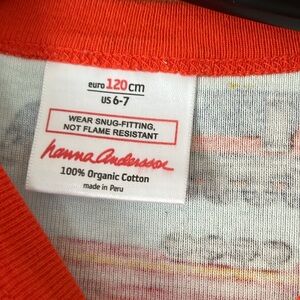 euro 120 cm
US 6-7
WEAR SNUG-FITTING,
NOT FLAME RESISTANT
hanna Andersson
100% Organic Cotton
made in Peru